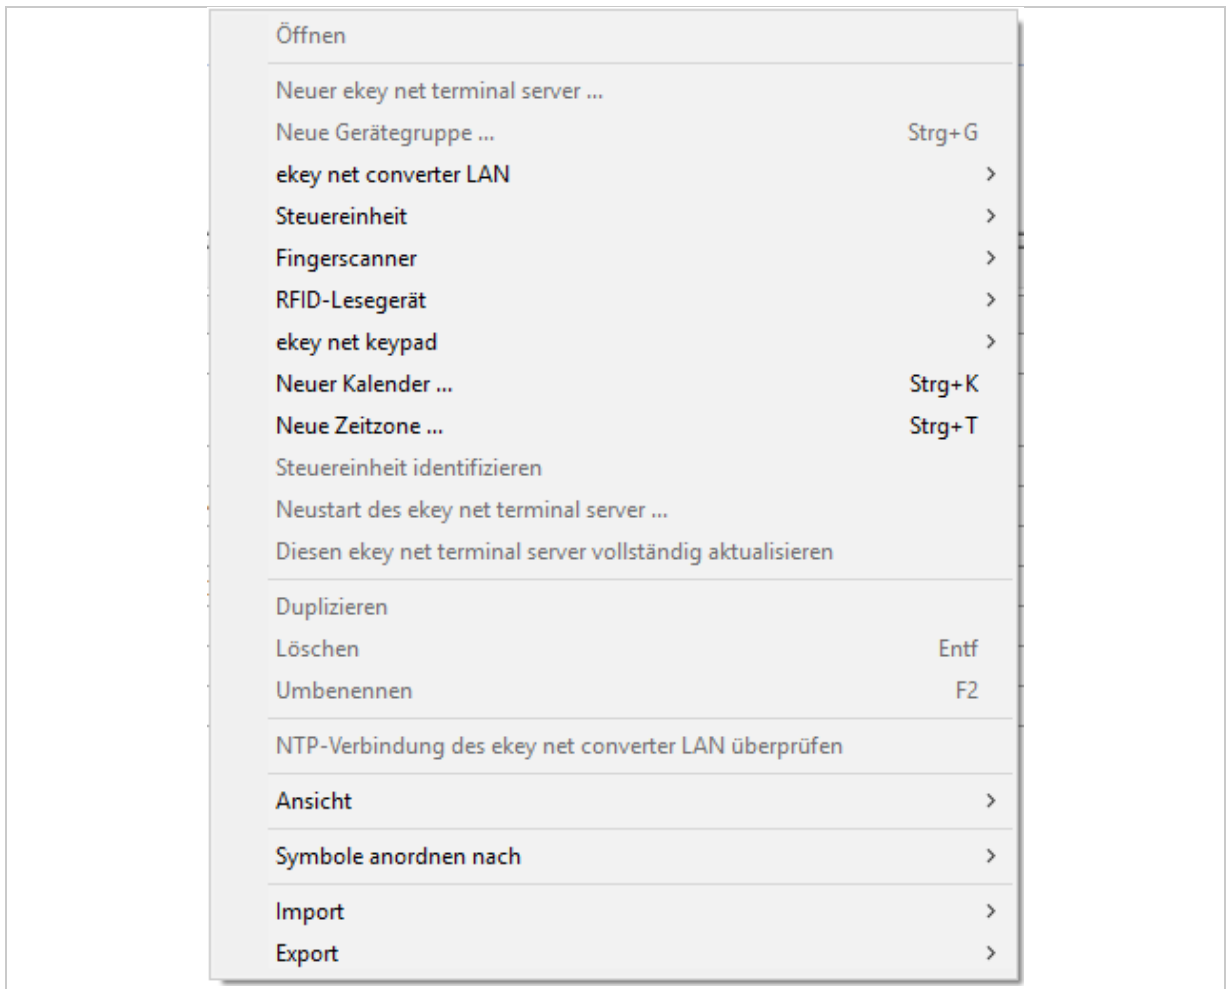 Öffnen
Neuer ekey net terminal server ...
Neue Gerätegruppe ... Strg+G
ekey net converter LAN
Steuereinheit
Fingerscanner
RFID-Lesegerät
ekey net keypad
Neuer Kalender ... Strg+K
Neue Zeitzone ... Strg+T
Steuereinheit identifizieren
Neustart des ekey net terminal server ...
Diesen ekey net terminal server vollständig aktualisieren
Duplizieren
Löschen Entf
Umbenennen F2
NTP-Verbindung des ekey net converter LAN überprüfen
Ansicht
Symbole anordnen nach
Import
Export